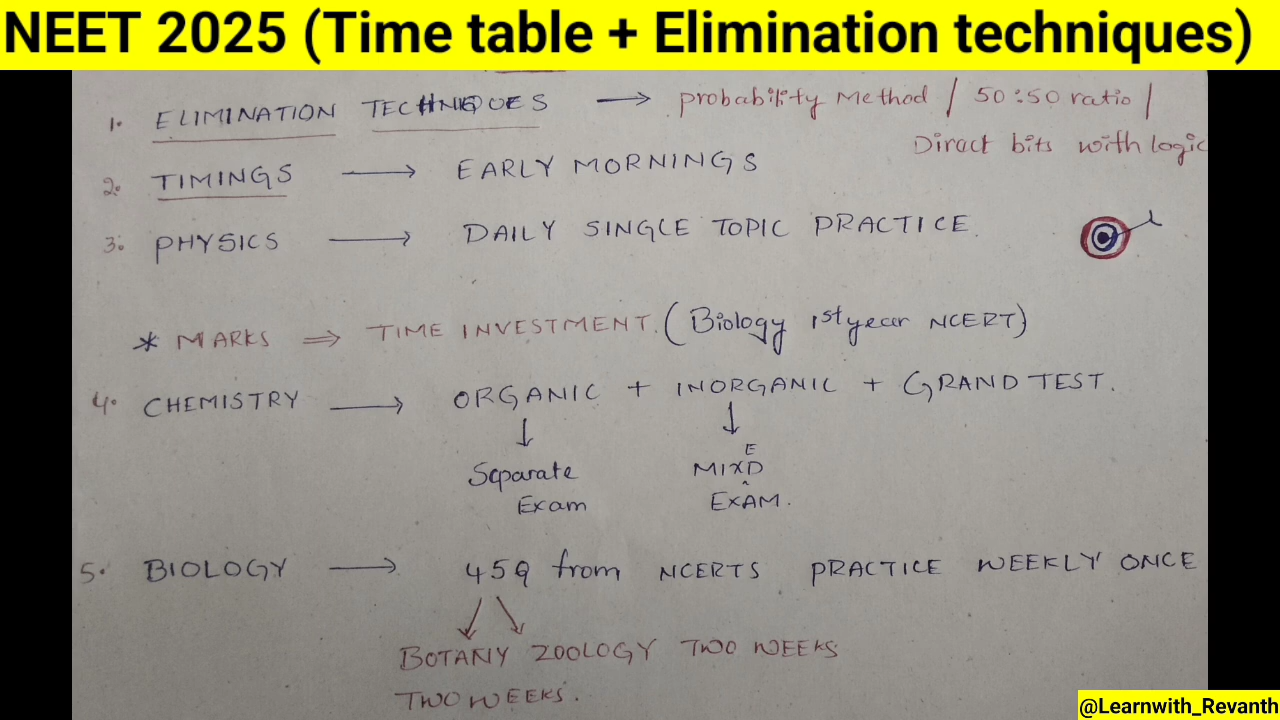 NEET 2025 (Time table + Elimination techniques)
1. ELIMINATION TECHNIQUES → probability Method / 50:50 ratio /
Diract bits with logic
2. TIMINGS → EARLY MORNINGS
3. PHYSICS → DAILY SINGLE TOPIC PRACTICE.
* MARKS ⇒ TIME INVESTMENT. (Biology 1st year NCERT)
4. CHEMISTRY → ORGANIC + INORGANIC + GRAND TEST.
↓ ↓
Separate MIXED
Exam EXAM.
5. BIOLOGY → 45Q from NCERTS PRACTICE WEEKLY ONCE
BOTANY ZOOLOGY TWO WEEKS
TWO WEEKS.
@Learnwith_Revanth